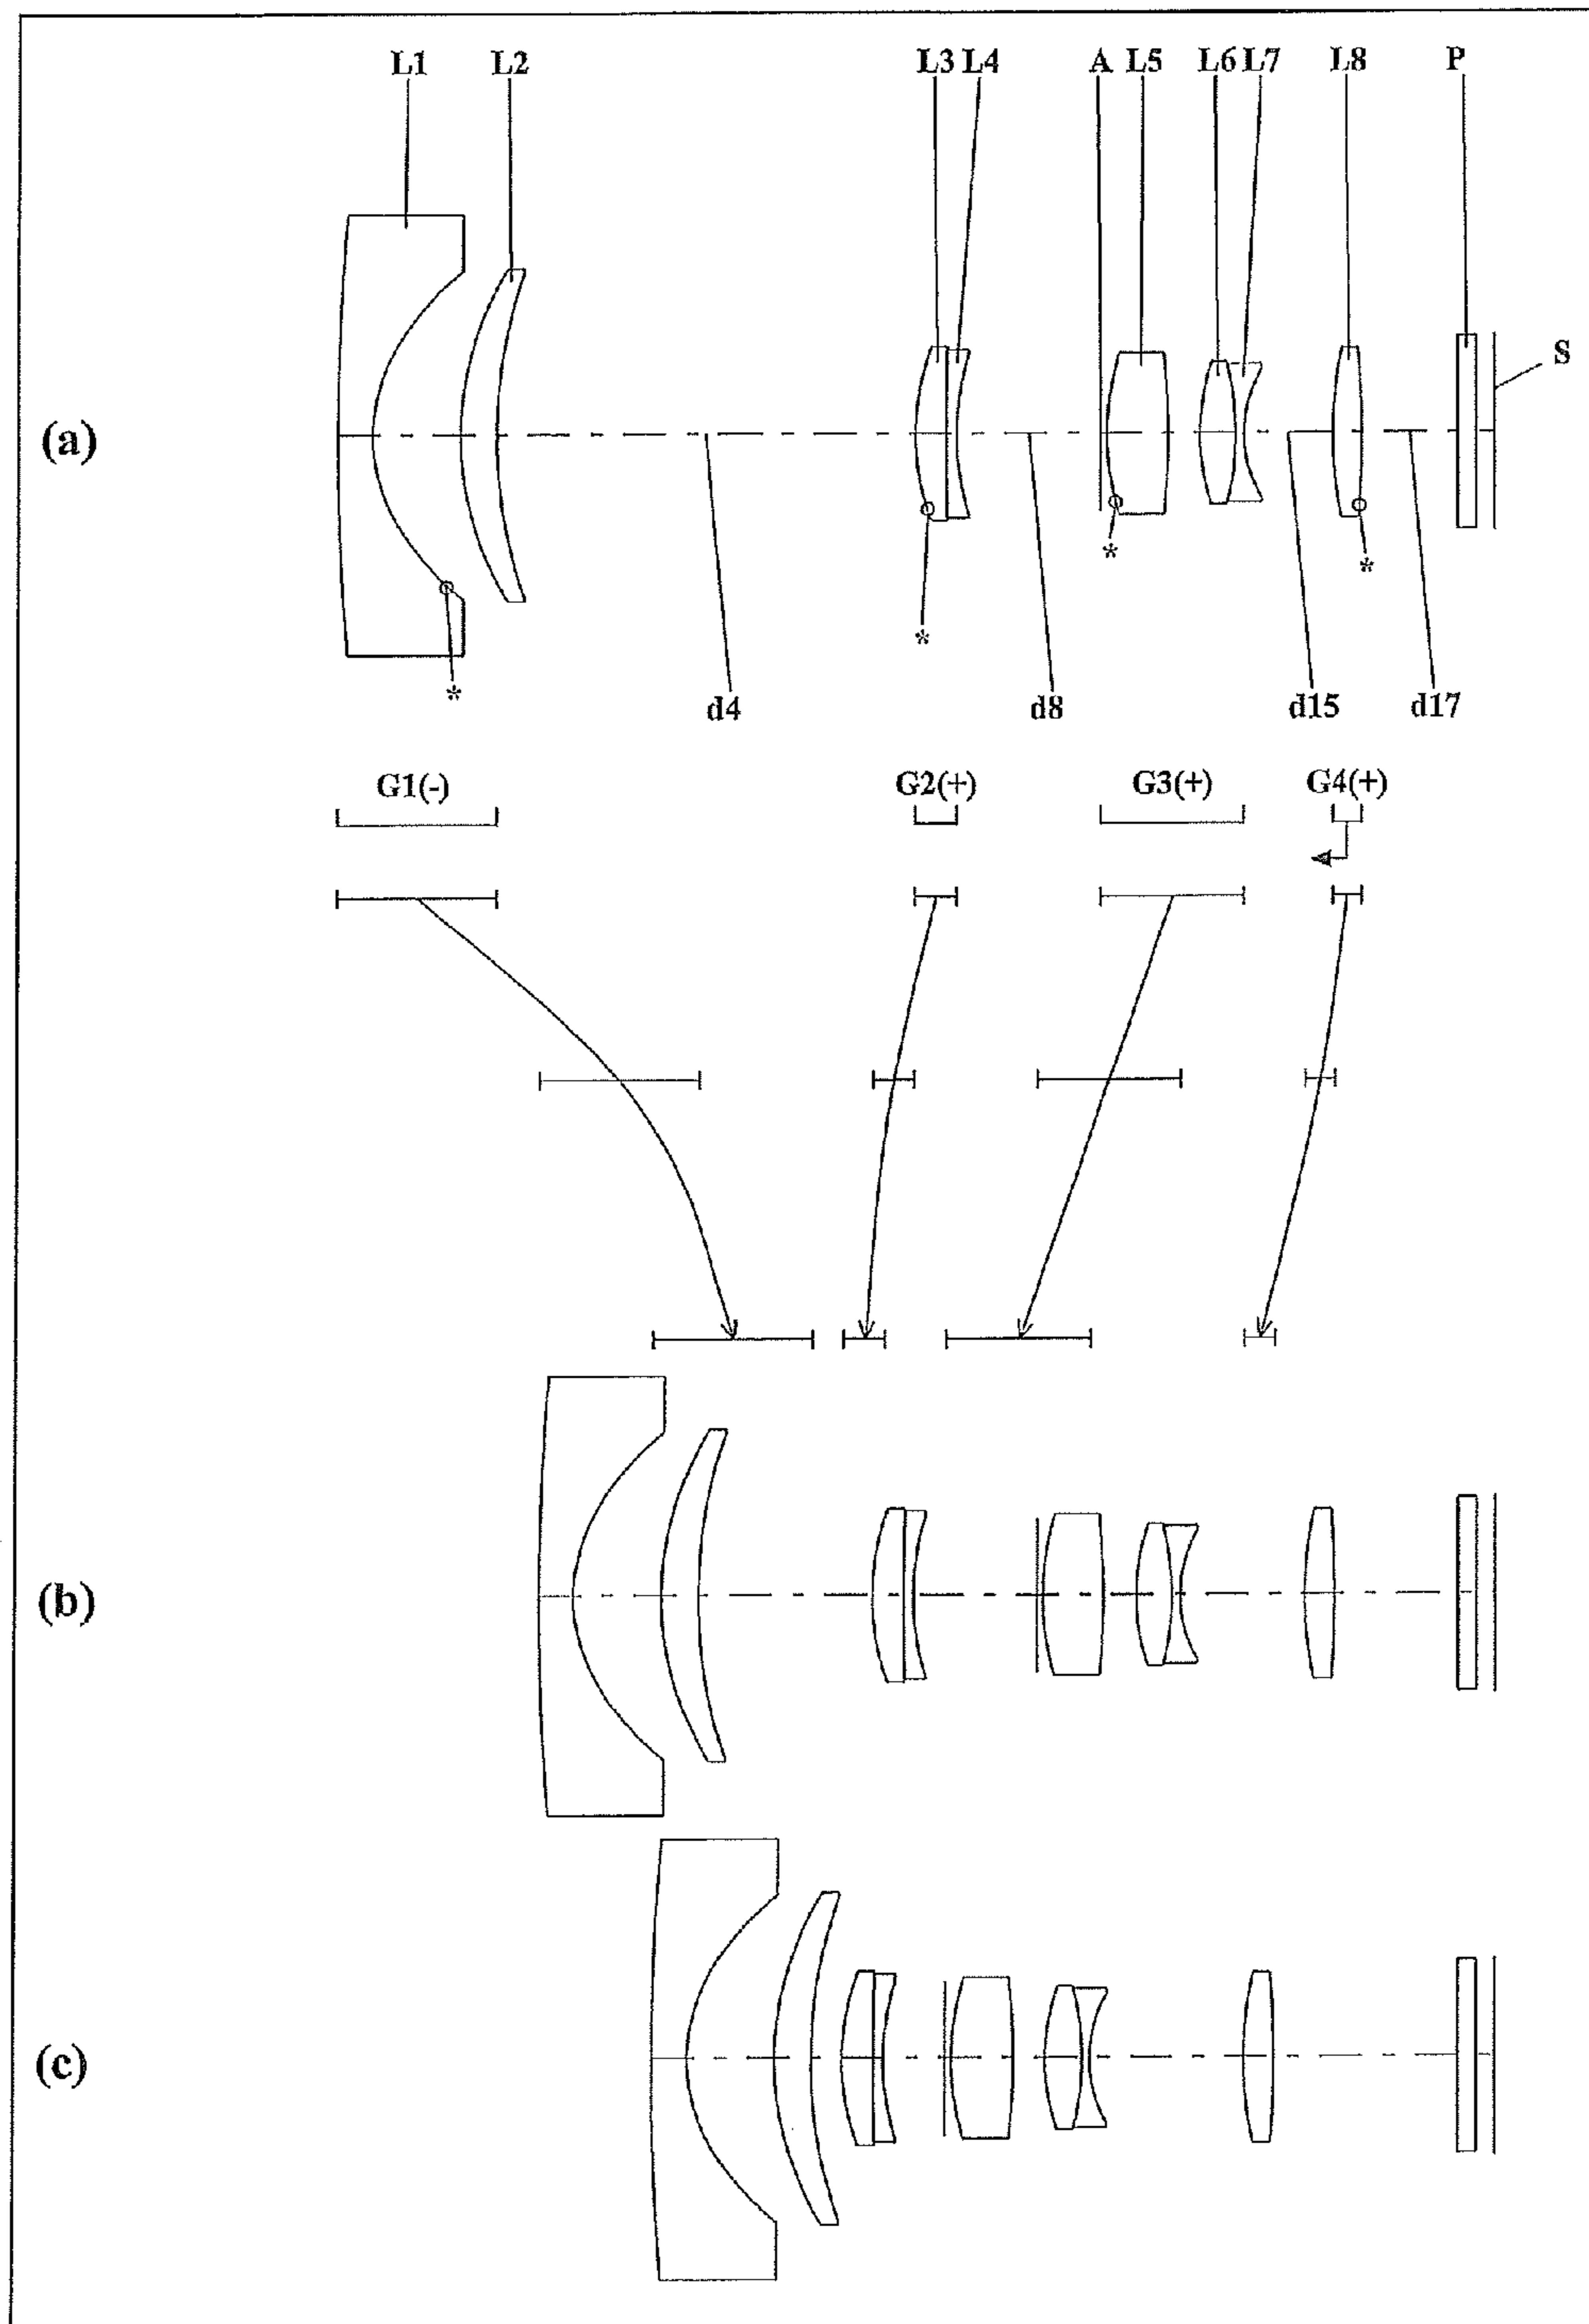 L1 L2 L3 L4 A L5 L6 L7 L8 P
S
(a)
* * * *
d4 d8 d15 d17
G1(-) G2(+) G3(+) G4(+)
(b)
(c)